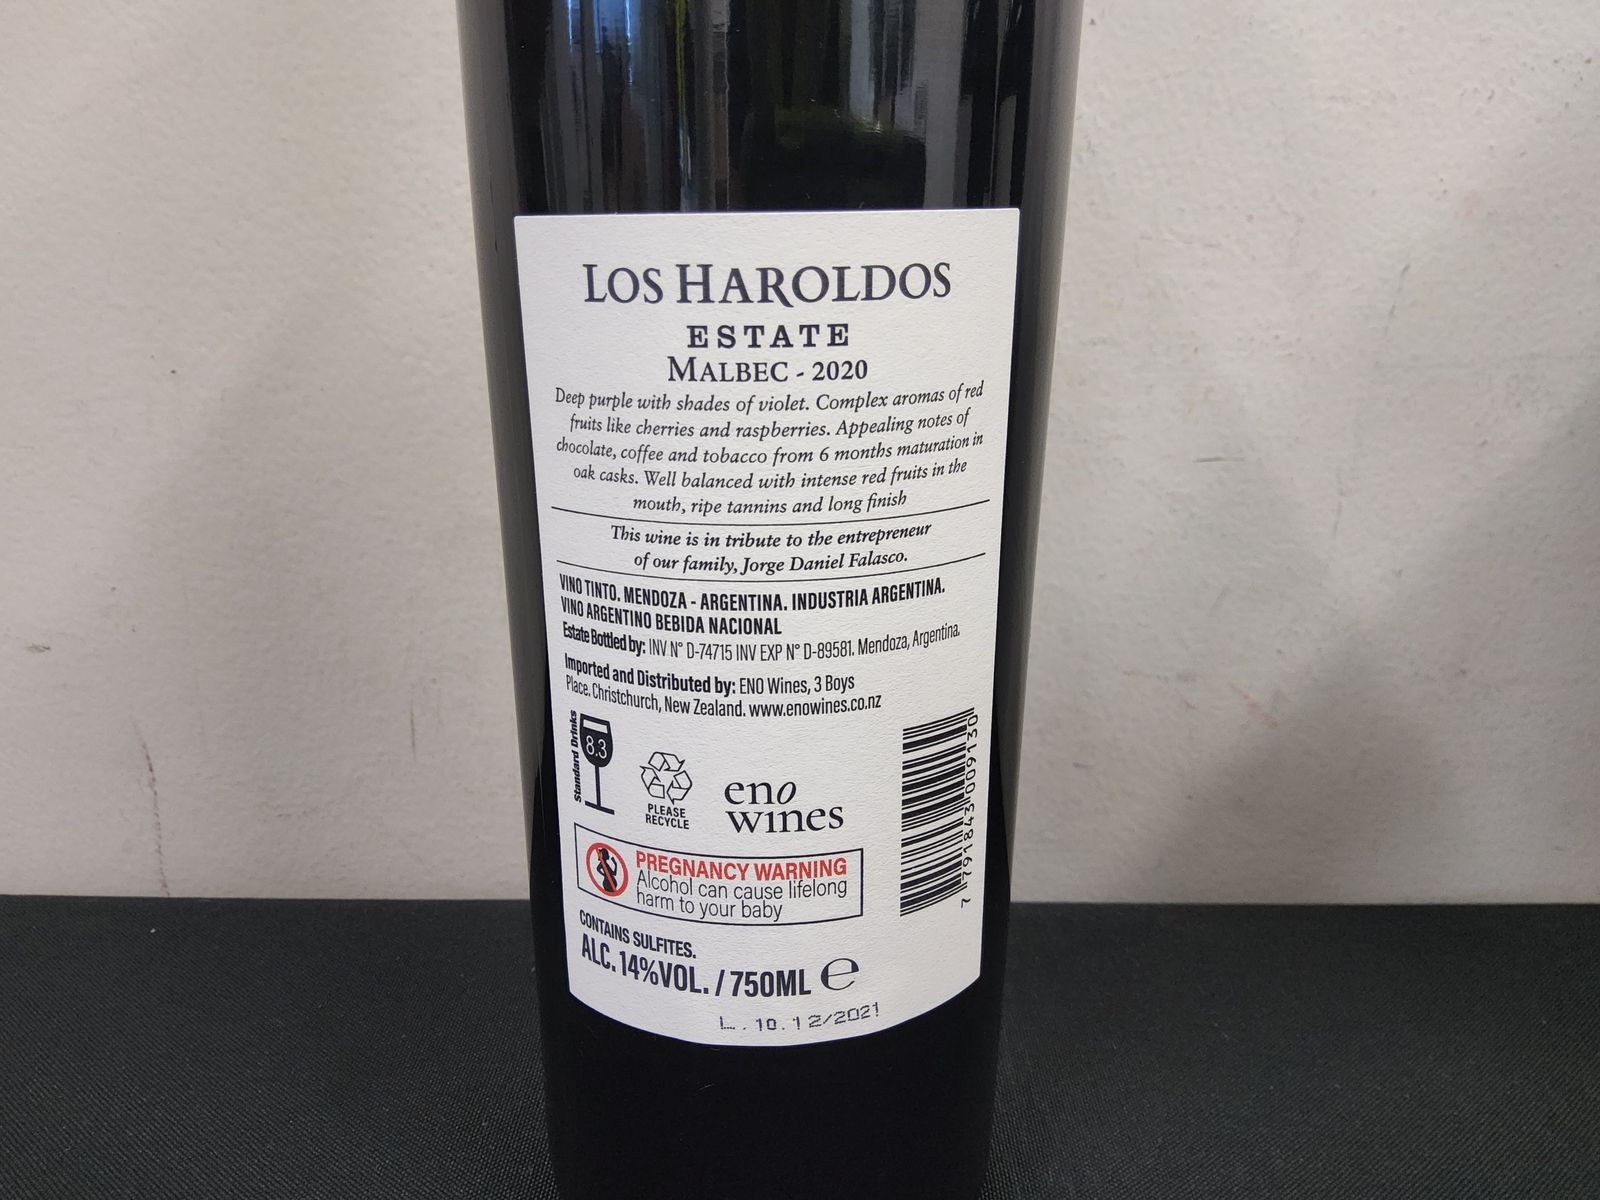 LOS HAROLDOS
ESTATE
MALBEC - 2020
Deep purple with shades of violet. Complex aromas of red
fruits like cherries and raspberries. Appealing notes of
chocolate, coffee and tobacco from 6 months maturation in
oak casks. Well balanced with intense red fruits in the
mouth, ripe tannins and long finish
This wine is in tribute to the entrepreneur
of our family, Jorge Daniel Falasco.
VINO TINTO. MENDOZA - ARGENTINA. INDUSTRIA ARGENTINA.
VINO ARGENTINO BEBIDA NACIONAL
Estate Bottled by: INV N° D-74715 INV EXP N° D-89581. Mendoza, Argentina.
Imported and Distributed by: ENO Wines, 3 Boys
Place. Christchurch, New Zealand. www.enowines.co.nz
Standard Drinks
8.3
PLEASE
RECYCLE
eno
wines
7 791843 009130
PREGNANCY WARNING
Alcohol can cause lifelong
harm to your baby
CONTAINS SULFITES.
ALC. 14%VOL. / 750ML e
L. 10.12/2021